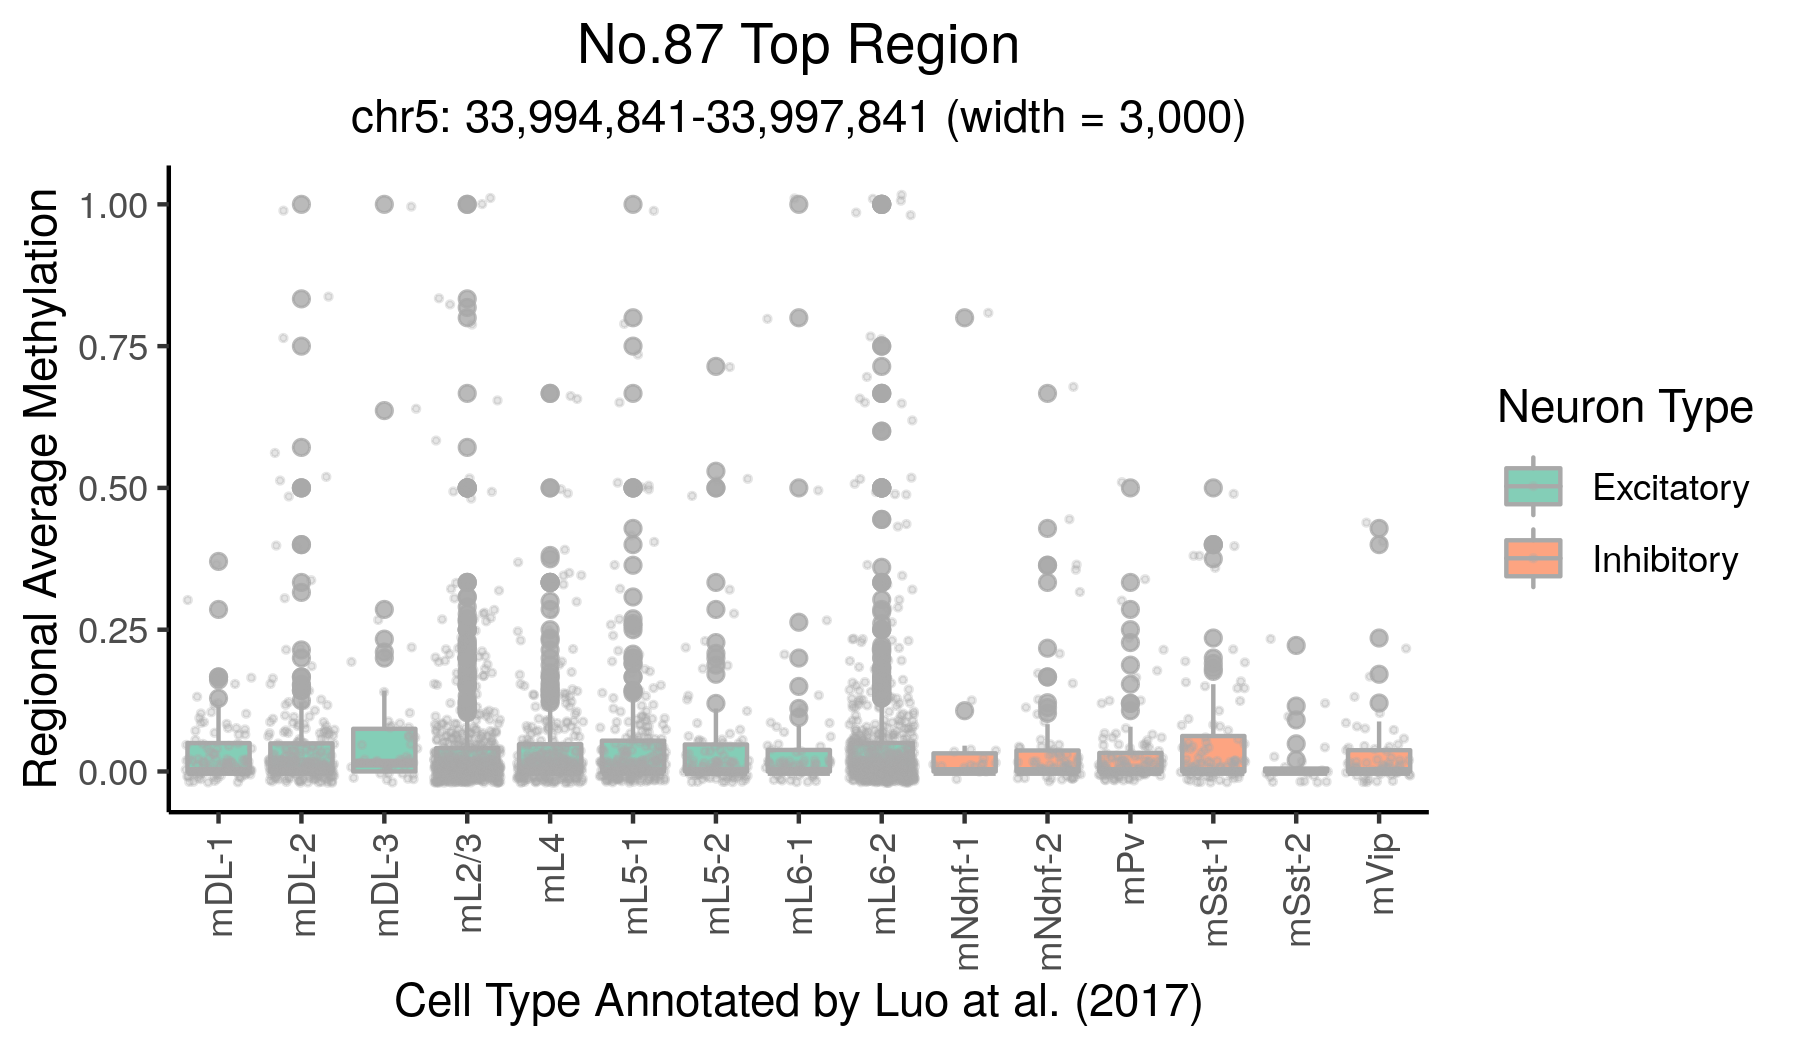 No.87 Top Region
chr5: 33,994,841-33,997,841 (width = 3,000)
Regional Average Methylation
1.00
0.75
0.50
0.25
0.00
mDL-1
mDL-2
mDL-3
mL2/3
mL4
mL5-1
mL5-2
mL6-1
mL6-2
mNdnf-1
mNdnf-2
mPv
mSst-1
mSst-2
mVip
Cell Type Annotated by Luo at al. (2017)
Neuron Type
Excitatory
Inhibitory